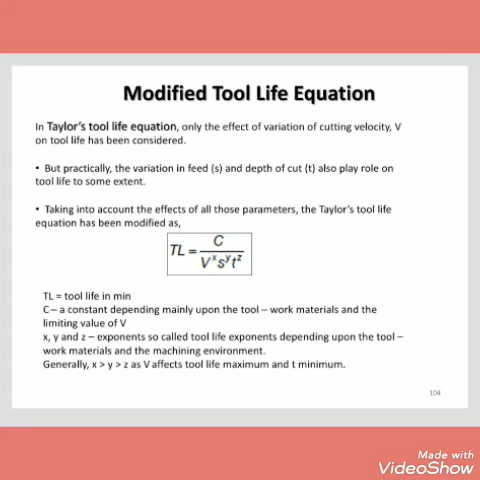 Modified Tool Life Equation
In Taylor's tool life equation, only the effect of variation of cutting velocity, V
on tool life has been considered.
• But practically, the variation in feed (s) and depth of cut (t) also play role on
tool life to some extent.
• Taking into account the effects of all those parameters, the Taylor's tool life
equation has been modified as,
TL = C / Vˣsʸtᶻ
TL = tool life in min
C – a constant depending mainly upon the tool – work materials and the
limiting value of V
x, y and z – exponents so called tool life exponents depending upon the tool –
work materials and the machining environment.
Generally, x > y > z as V affects tool life maximum and t minimum.
104
Made with
VideoShow